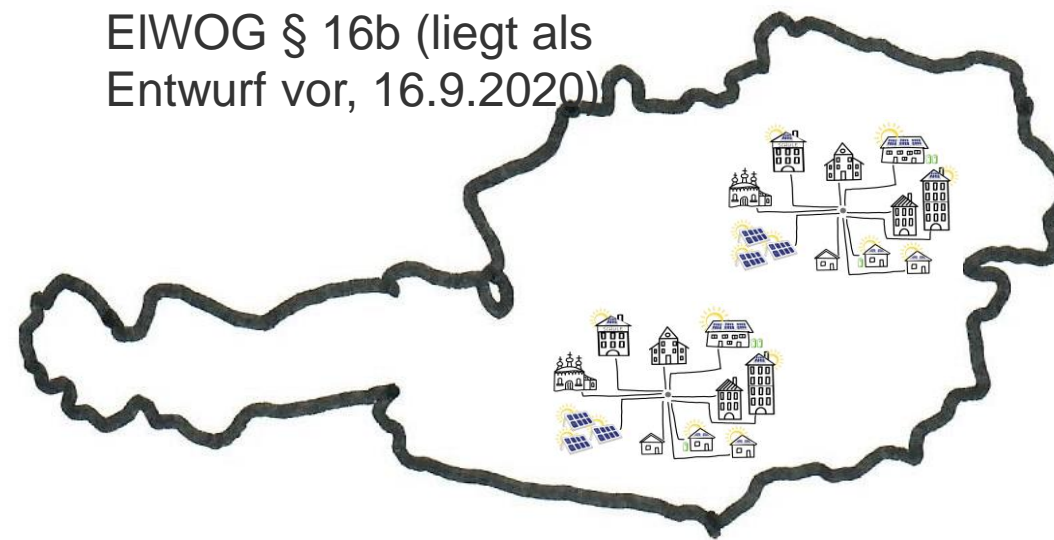 ElWOG § 16b (liegt als
Entwurf vor, 16.9.2020)